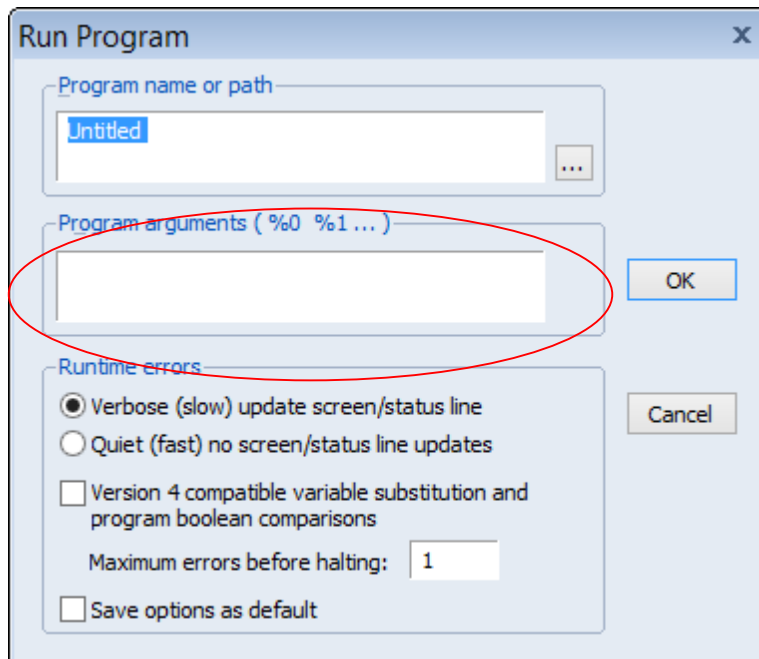 Run Program
x
Program name or path
Untitled
...
Program arguments ( %0 %1 ... )
OK
Runtime errors
Verbose (slow) update screen/status line
Cancel
Quiet (fast) no screen/status line updates
Version 4 compatible variable substitution and
program boolean comparisons
Maximum errors before halting: 1
Save options as default